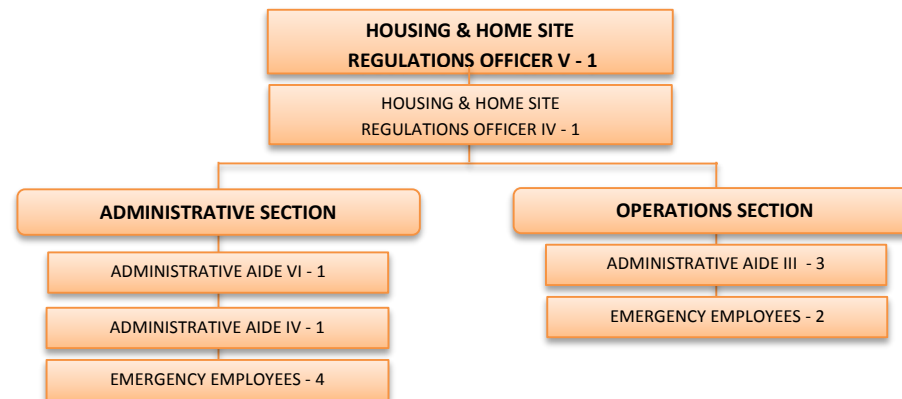 HOUSING & HOME SITE
REGULATIONS OFFICER V - 1
HOUSING & HOME SITE
REGULATIONS OFFICER IV - 1
ADMINISTRATIVE SECTION
ADMINISTRATIVE AIDE VI - 1
ADMINISTRATIVE AIDE IV - 1
EMERGENCY EMPLOYEES - 4
OPERATIONS SECTION
ADMINISTRATIVE AIDE III - 3
EMERGENCY EMPLOYEES - 2